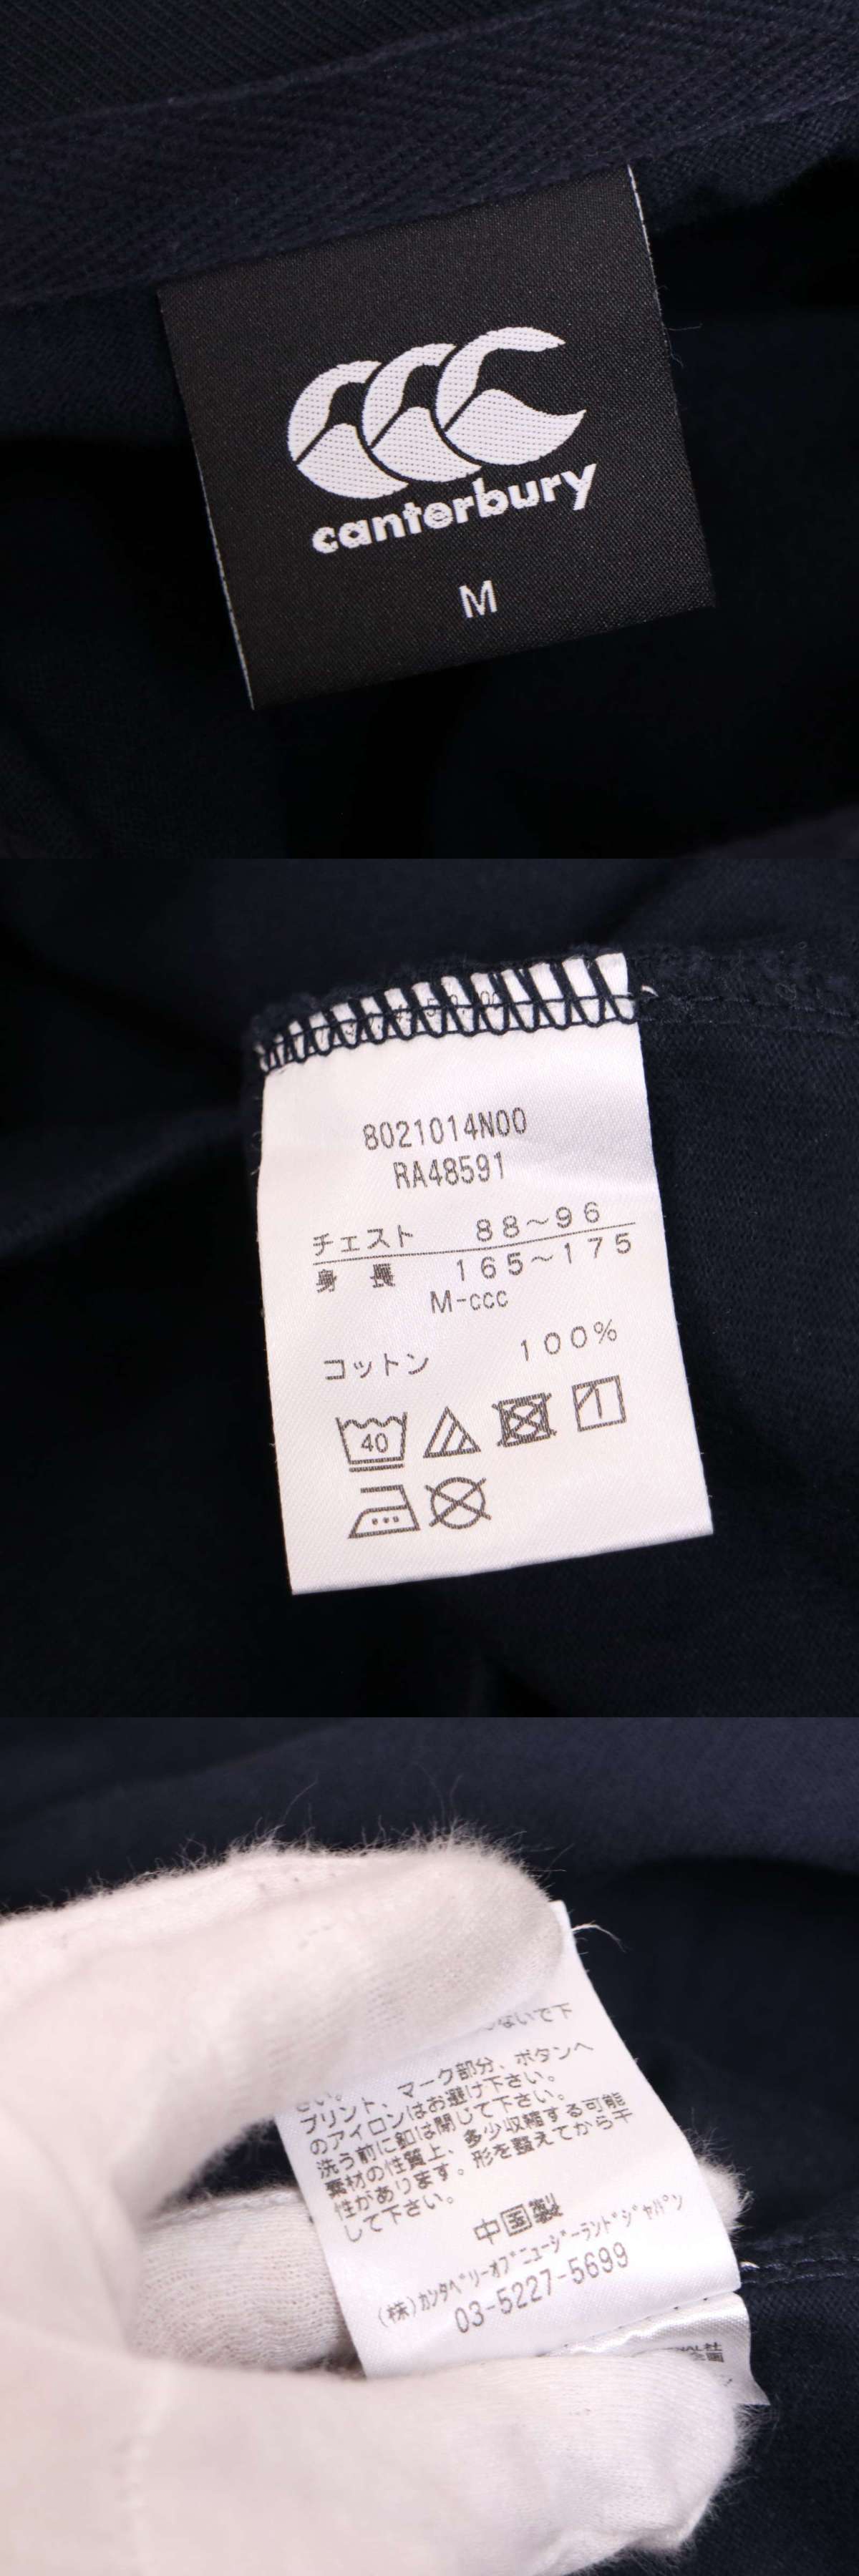 canterbury
M
8021014N00
RA48591
チェスト 88～96
身長 165～175
M-ccc
コットン 100%
40
ないで下
さい。
プリント、マーク部分、ボタンへ
のアイロンはお避け下さい。
洗う前に釦は閉じて下さい。
素材の性質上、多少収縮する可能
性があります。形を整えてから干
して下さい。
中国製
(株)ｶﾝﾀﾍﾞﾘｰｵﾌﾞﾆｭｰｼﾞｰﾗﾝﾄﾞｼﾞｬﾊﾟﾝ
03-5227-5699